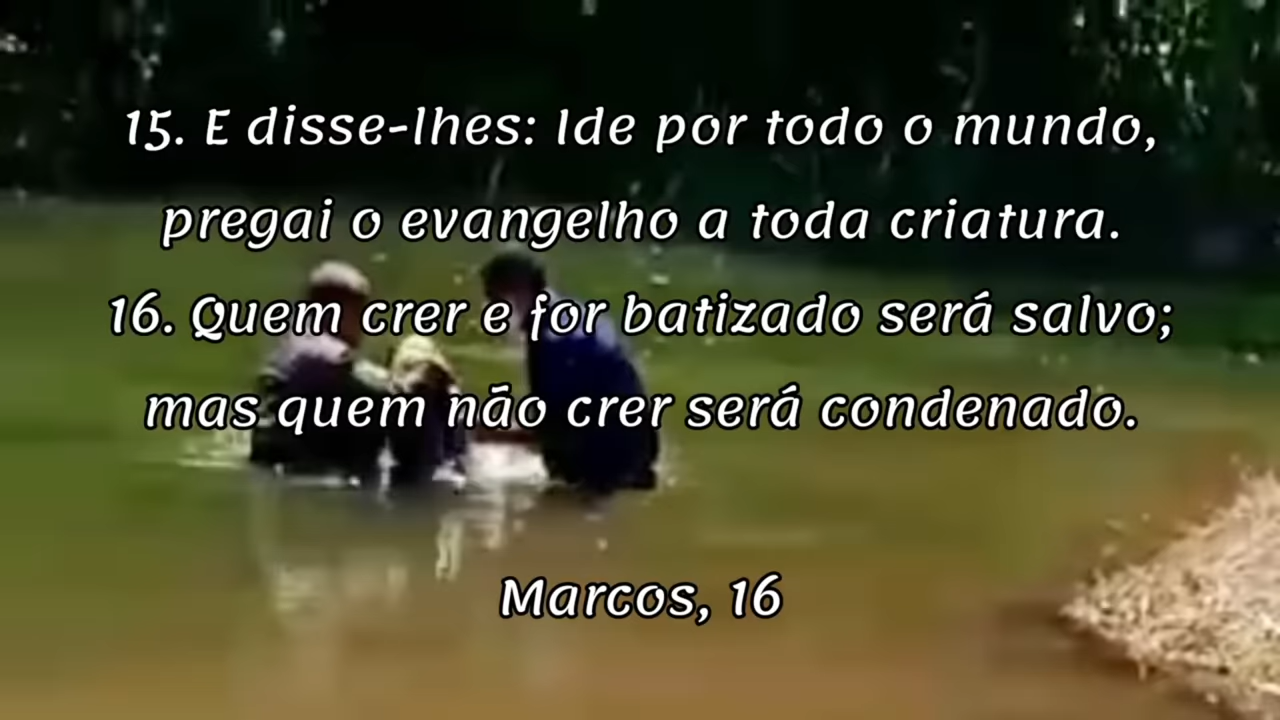 15. E disse-lhes: Ide por todo o mundo,
pregai o evangelho a toda criatura.
16. Quem crer e for batizado será salvo;
mas quem não crer será condenado.
Marcos, 16